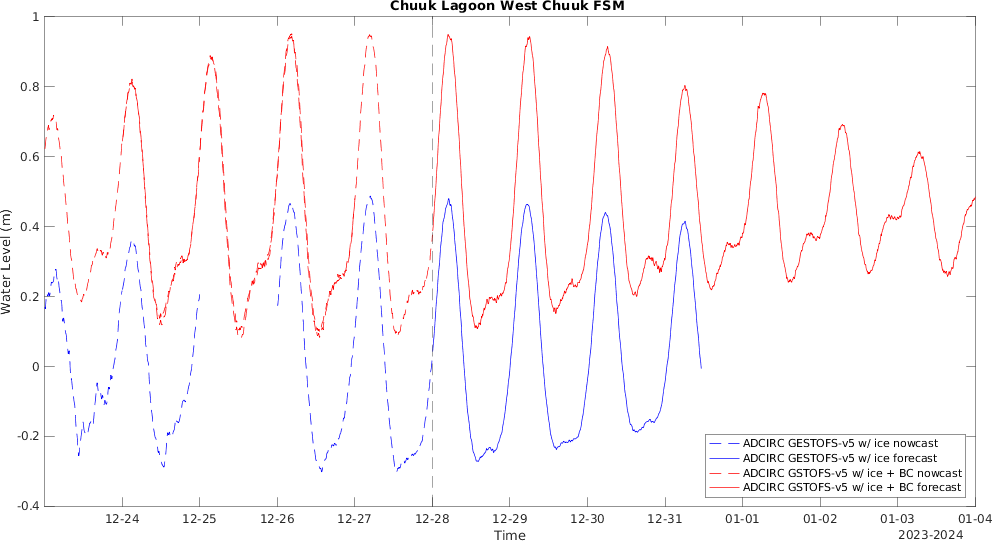 Chuuk Lagoon West Chuuk FSM
1
0.8
0.6
0.4
0.2
0
-0.2
-0.4
Water Level (m)
12-24 12-25 12-26 12-27 12-28 12-29 12-30 12-31 01-01 01-02 01-03 01-04
Time
2023-2024
ADCIRC GESTOFS-v5 w/ ice nowcast
ADCIRC GESTOFS-v5 w/ ice forecast
ADCIRC GSTOFS-v5 w/ ice + BC nowcast
ADCIRC GSTOFS-v5 w/ ice + BC forecast